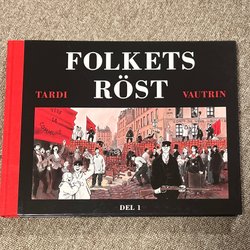 FOLKETS
RÖST
TARDI
VAUTRIN
DEL 1